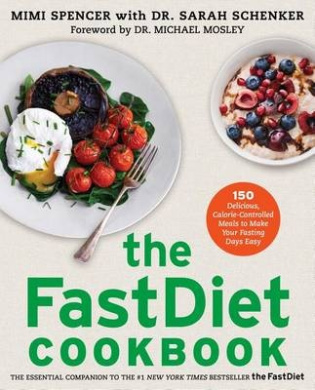 MIMI SPENCER with DR. SARAH SCHENKER
Foreword by DR. MICHAEL MOSLEY
150
Delicious,
Calorie-Controlled
Meals to Make
Your Fasting
Days Easy
the
FastDiet
COOKBOOK
THE ESSENTIAL COMPANION TO THE #1 NEW YORK TIMES BESTSELLER the FastDiet